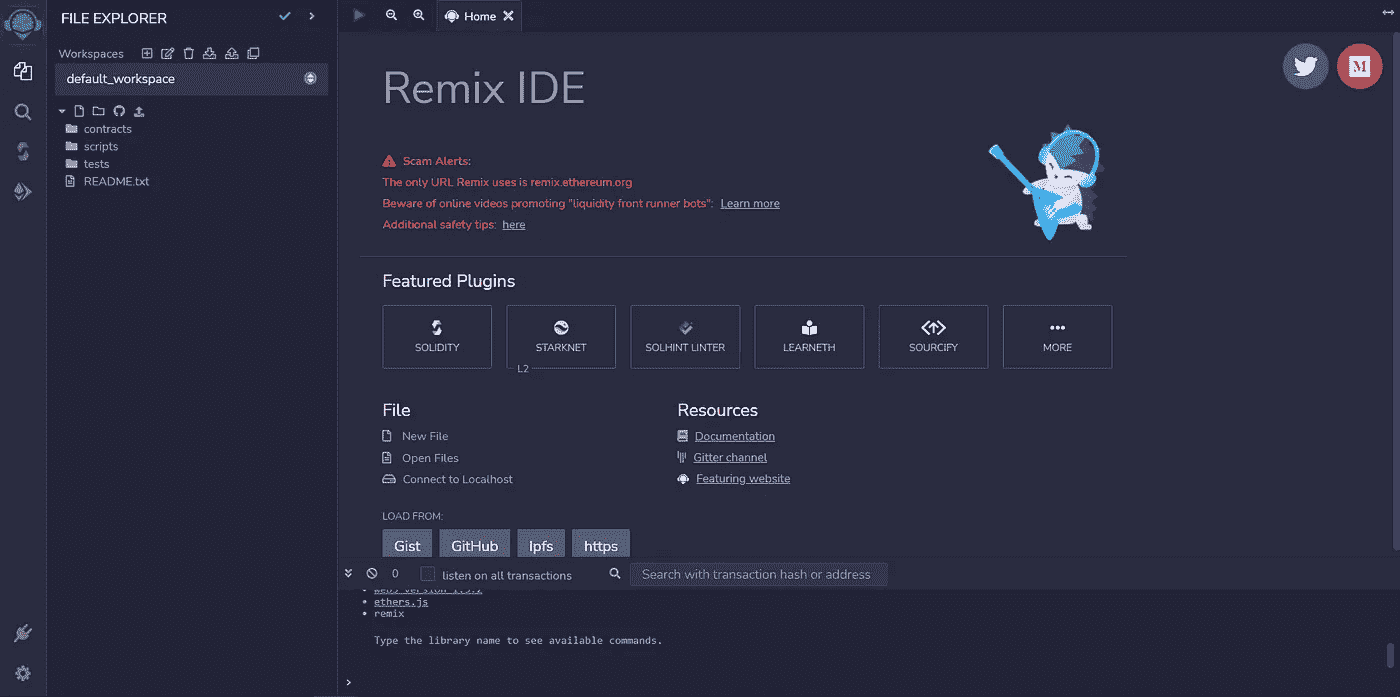 FILE EXPLORER
Home
Workspaces
default_workspace
contracts
scripts
tests
README.txt
Remix IDE
Scam Alerts:
The only URL Remix uses is remix.ethereum.org
Beware of online videos promoting "liquidity front runner bots": Learn more
Additional safety tips: here
M
Featured Plugins
SOLIDITY
STARKNET
L2
SOLHINT LINTER
LEARNETH
SOURCIFY
MORE
File
New File
Open Files
Connect to Localhost
Resources
Documentation
Gitter channel
Featuring website
LOAD FROM:
Gist GitHub Ipfs https
0 listen on all transactions Search with transaction hash or address
web3 version
ethers.js
remix
Type the library name to see available commands.
>